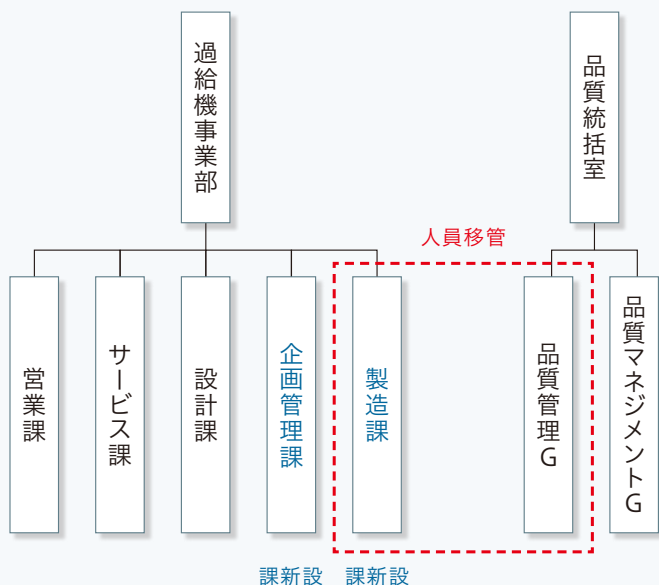 過給機事業部
品質統括室
人員移管
営業課
サービス課
設計課
企画管理課
製造課
品質管理G
品質マネジメントG
課新設
課新設